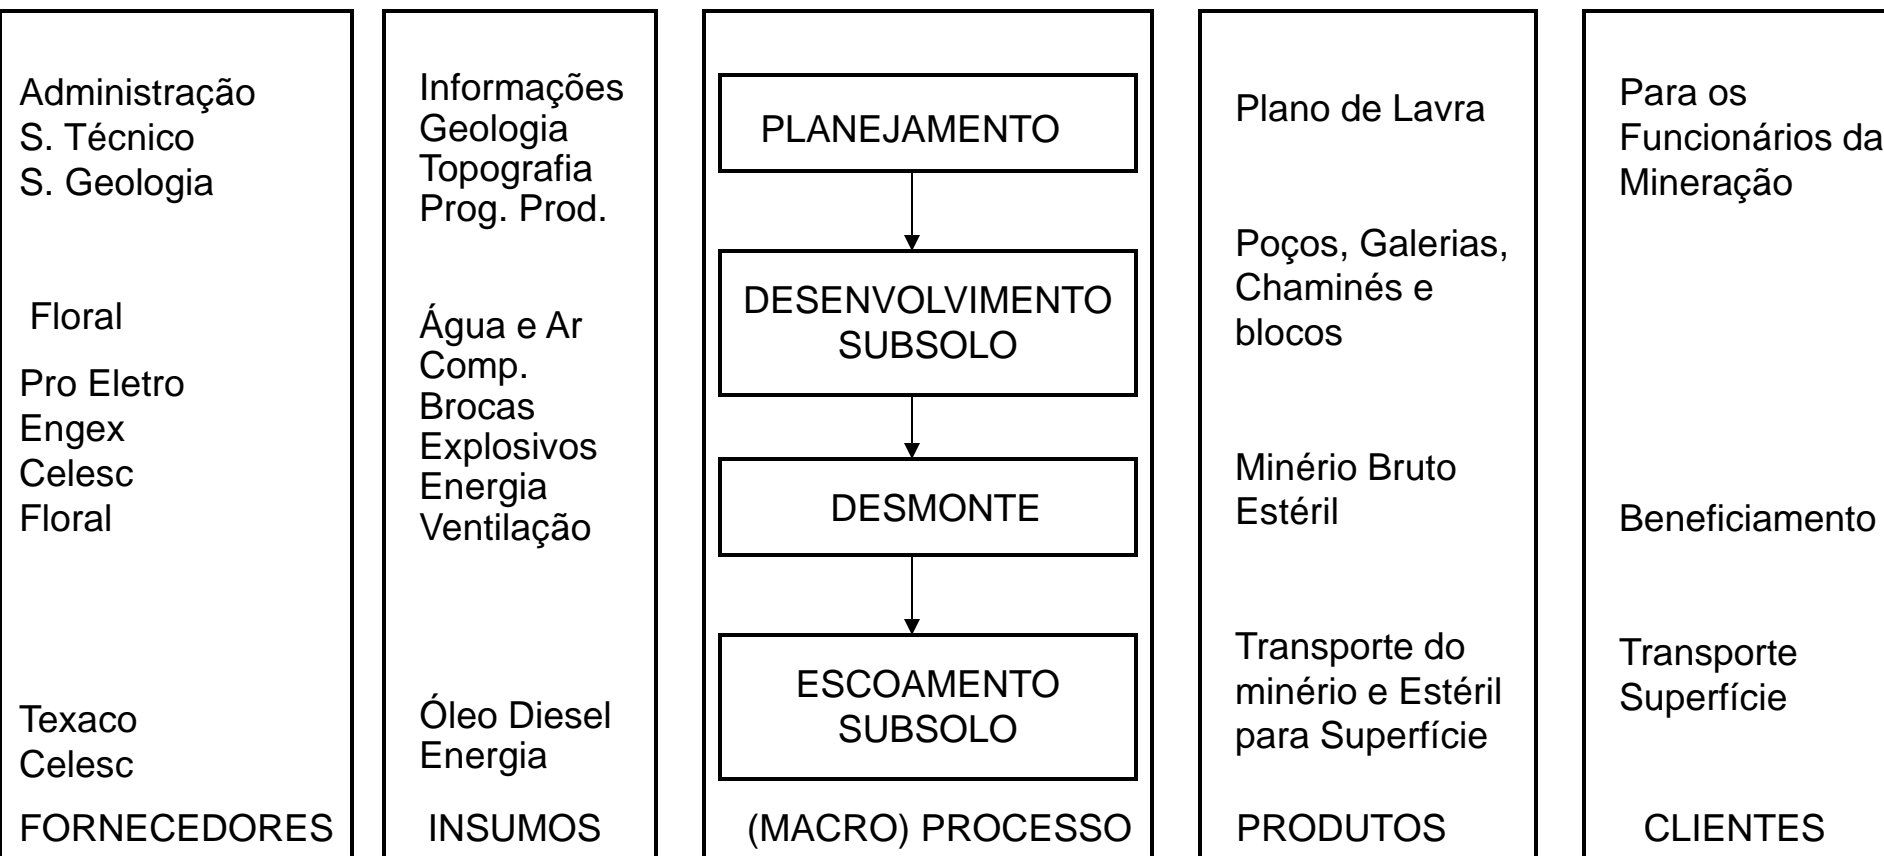 Administração
S. Técnico
S. Geologia
Floral
Pro Eletro
Engex
Celesc
Floral
Texaco
Celesc
FORNECEDORES
Informações
Geologia
Topografia
Prog. Prod.
Água e Ar
Comp.
Brocas
Explosivos
Energia
Ventilação
Óleo Diesel
Energia
INSUMOS
PLANEJAMENTO
DESENVOLVIMENTO
SUBSOLO
DESMONTE
ESCOAMENTO
SUBSOLO
(MACRO) PROCESSO
Plano de Lavra
Poços, Galerias,
Chaminés e
blocos
Minério Bruto
Estéril
Transporte do
minério e Estéril
para Superfície
PRODUTOS
Para os
Funcionários da
Mineração
Beneficiamento
Transporte
Superfície
CLIENTES